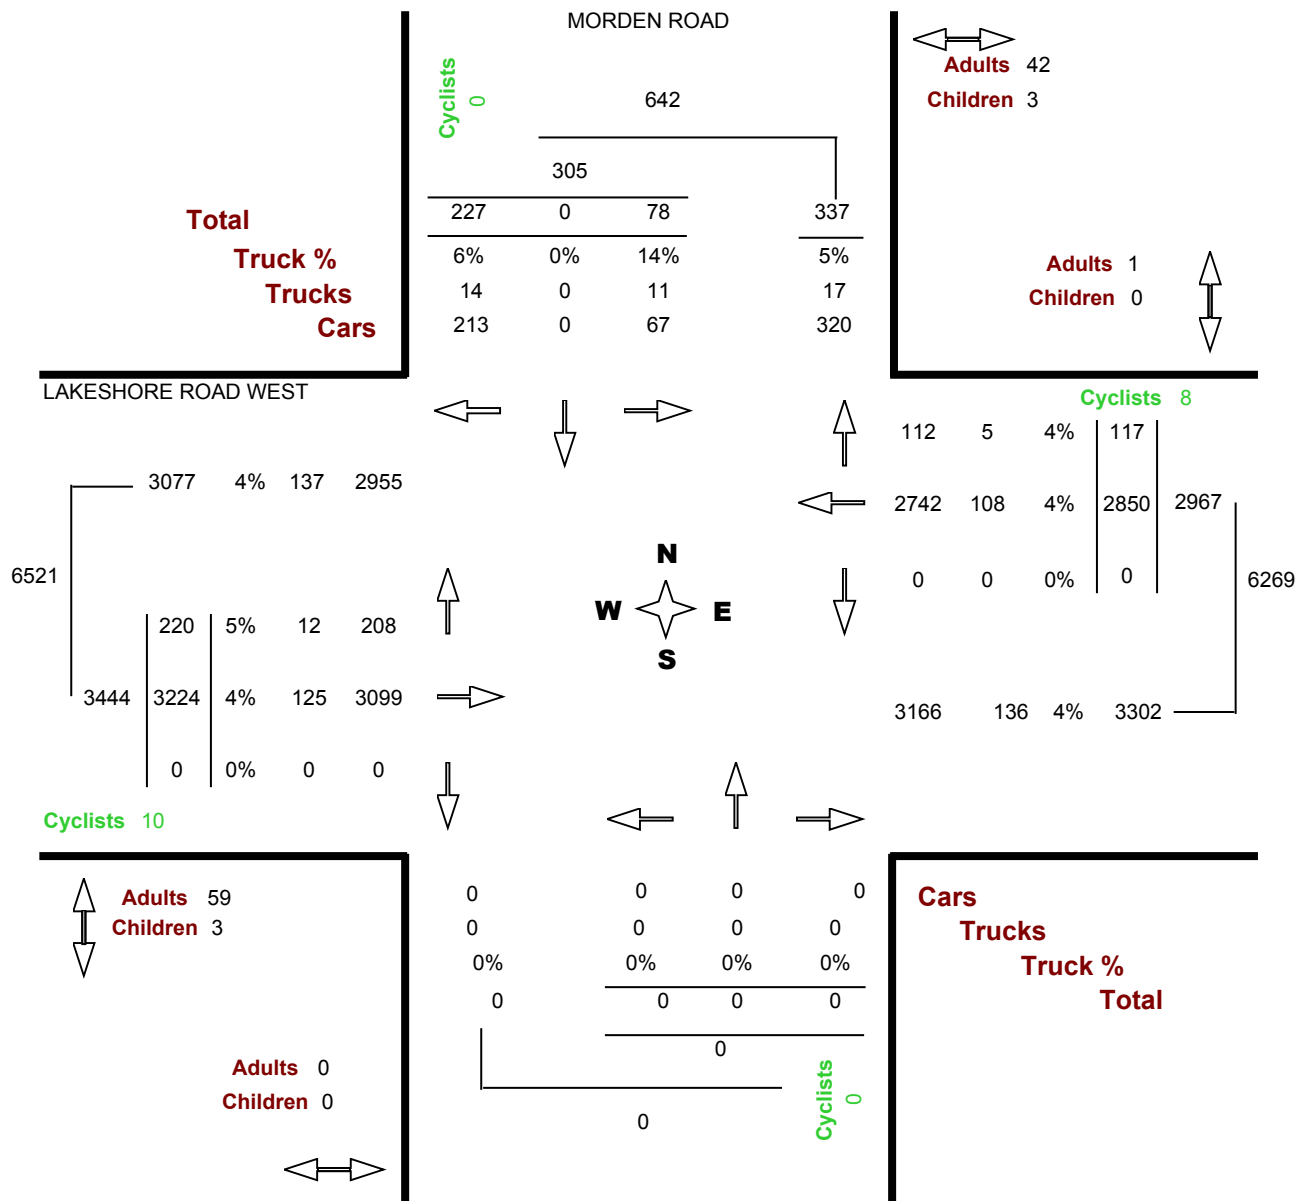 MORDEN ROAD
Cyclists 0
642
Adults 42
Children 3
305
Total 227 0 78 337
Truck % 6% 0% 14% 5%
Trucks 14 0 11 17
Cars 213 0 67 320
Adults 1
Children 0
LAKESHORE ROAD WEST
Cyclists 8
112 5 4% 117
3077 4% 137 2955
2742 108 4% 2850 2967
N
6521
0 0 0% 0 6269
W E
220 5% 12 208
S
3444 3224 4% 125 3099
3166 136 4% 3302
0 0% 0 0
Cyclists 10
Adults 59
Children 3
0 0 0 0
0 0 0 0
0% 0% 0% 0%
0 0 0 0
Cars
Trucks
Truck %
Total
0
Adults 0
Children 0
Cyclists 0
0